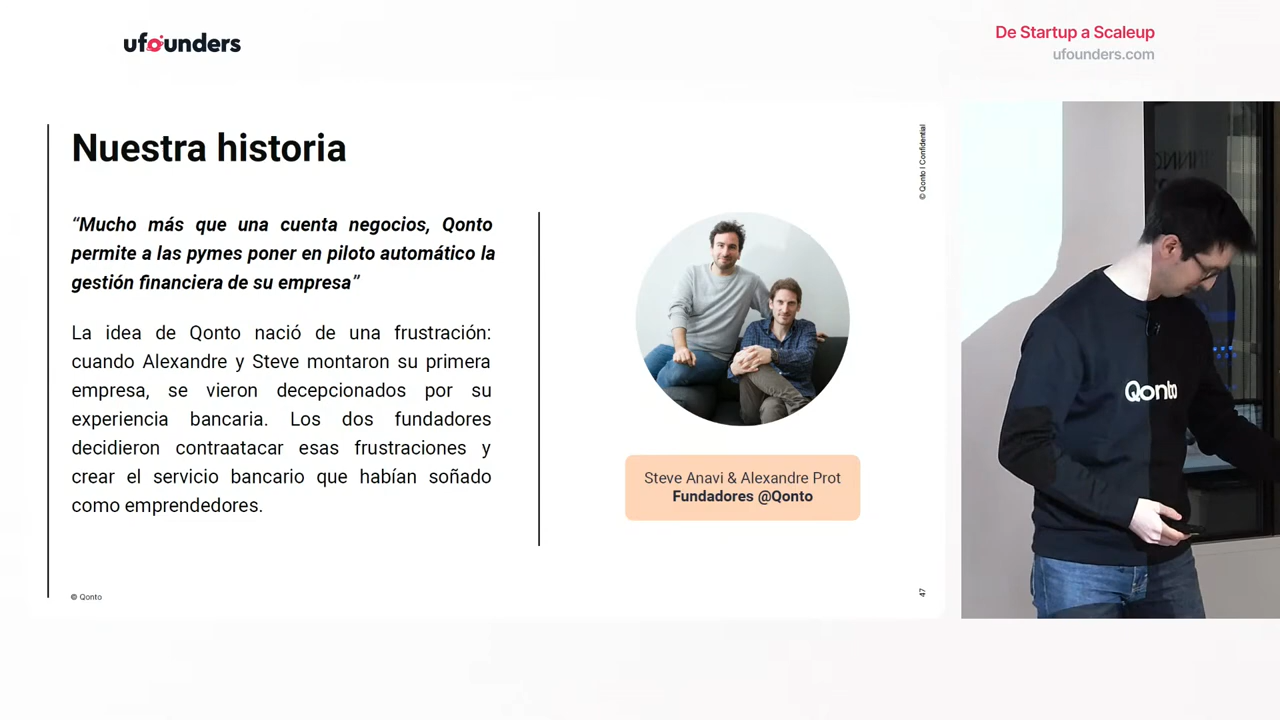 ufounders
De Startup a Scaleup
ufounders.com
Nuestra historia
© Qonto I Confidential
“Mucho más que una cuenta negocios, Qonto
permite a las pymes poner en piloto automático la
gestión financiera de su empresa”
La idea de Qonto nació de una frustración:
cuando Alexandre y Steve montaron su primera
empresa, se vieron decepcionados por su
experiencia bancaria. Los dos fundadores
decidieron contraatacar esas frustraciones y
crear el servicio bancario que habían soñado
como emprendedores.
Steve Anavi & Alexandre Prot
Fundadores @Qonto
© Qonto
47
Qonto